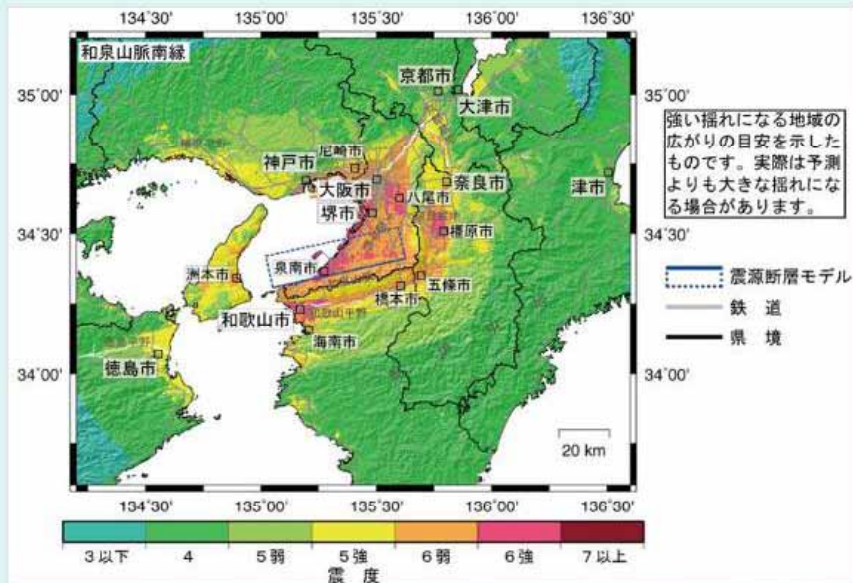 134°30'
135°00'
135°30'
136°00'
136°30'
和泉山脈南縁
35°00'
34°30'
34°00'
京都市
大津市
尼崎市
神戸市
大阪市
奈良市
八尾市
堺市
橿原市
津市
泉南市
洲本市
五條市
橋本市
和歌山市
和歌山平野
海南市
徳島市
20 km
134°30'
135°00'
135°30'
136°00'
136°30'
強い揺れになる地域の
広がりの目安を示した
ものです。実際は予測
よりも大きな揺れにな
る場合があります。
震源断層モデル
鉄 道
県 境
3以下
4
5弱
5強
6弱
6強
7以上
震 度